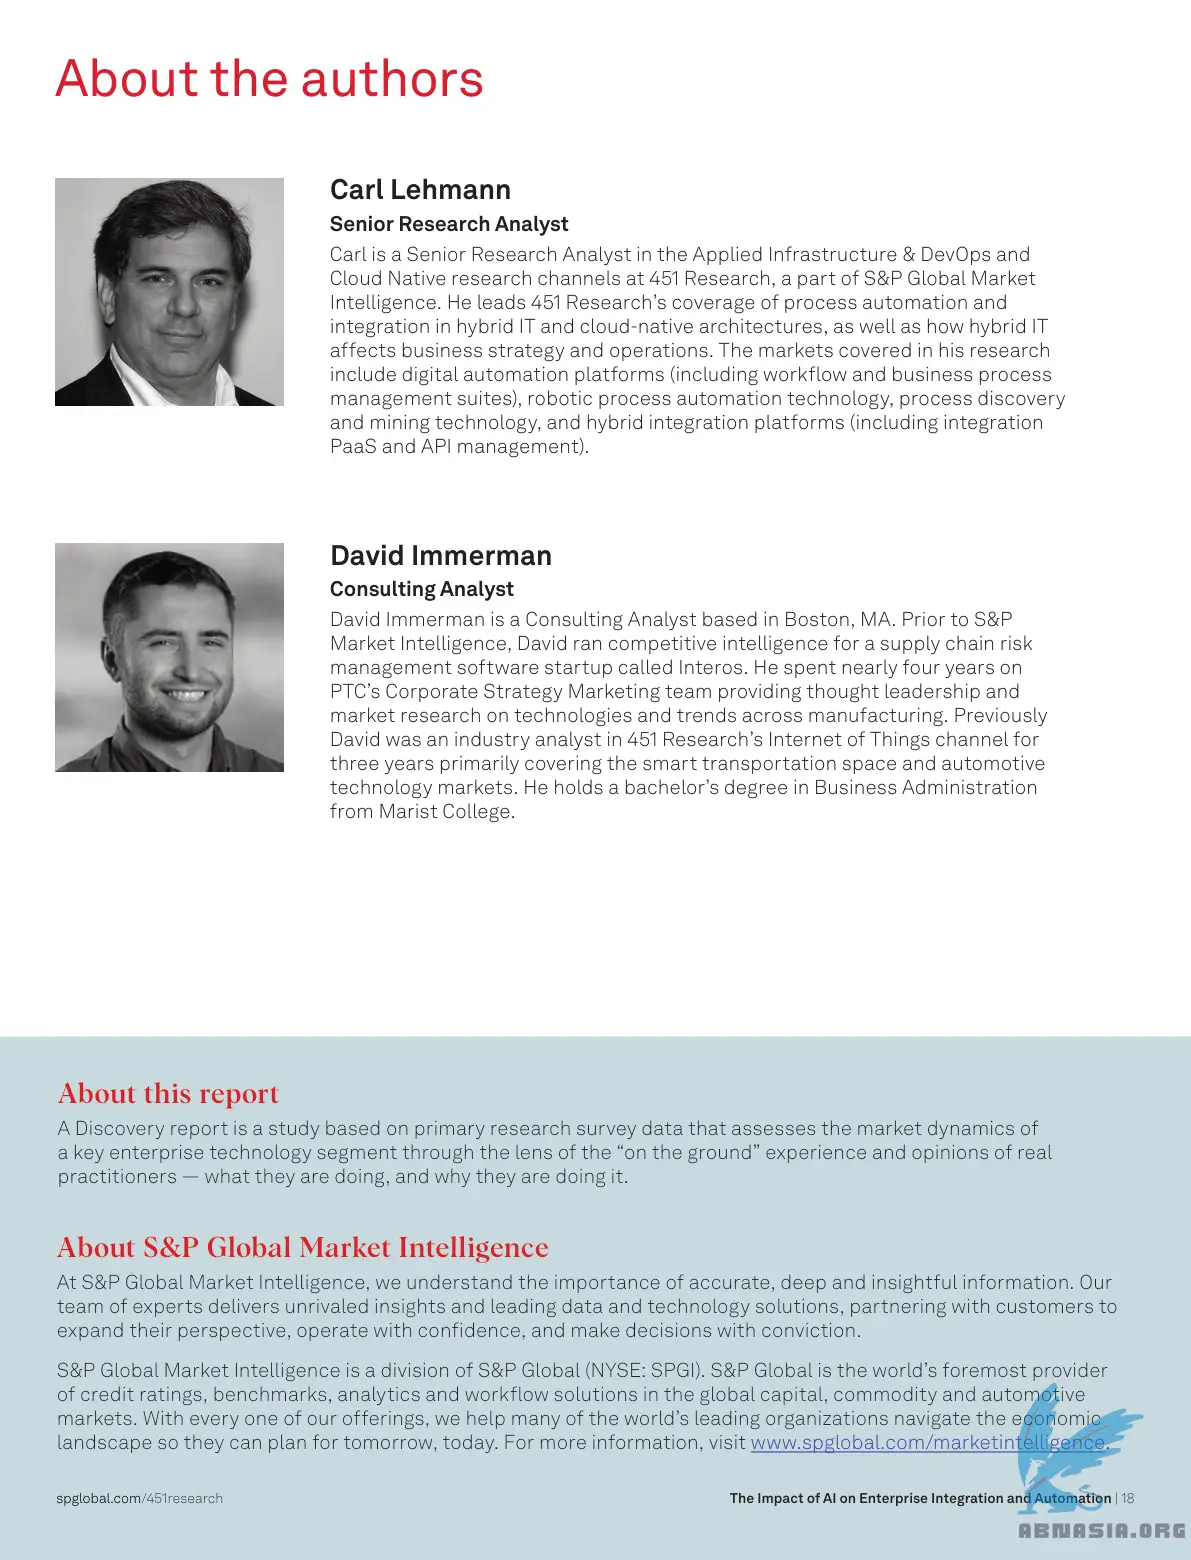 About the authors
Carl Lehmann
Senior Research Analyst
Carl is a Senior Research Analyst in the Applied Infrastructure & DevOps and
Cloud Native research channels at 451 Research, a part of S&P Global Market
Intelligence. He leads 451 Research’s coverage of process automation and
integration in hybrid IT and cloud-native architectures, as well as how hybrid IT
affects business strategy and operations. The markets covered in his research
include digital automation platforms (including workflow and business process
management suites), robotic process automation technology, process discovery
and mining technology, and hybrid integration platforms (including integration
PaaS and API management).
David Immerman
Consulting Analyst
David Immerman is a Consulting Analyst based in Boston, MA. Prior to S&P
Market Intelligence, David ran competitive intelligence for a supply chain risk
management software startup called Interos. He spent nearly four years on
PTC’s Corporate Strategy Marketing team providing thought leadership and
market research on technologies and trends across manufacturing. Previously
David was an industry analyst in 451 Research’s Internet of Things channel for
three years primarily covering the smart transportation space and automotive
technology markets. He holds a bachelor’s degree in Business Administration
from Marist College.
About this report
A Discovery report is a study based on primary research survey data that assesses the market dynamics of
a key enterprise technology segment through the lens of the “on the ground” experience and opinions of real
practitioners — what they are doing, and why they are doing it.
About S&P Global Market Intelligence
At S&P Global Market Intelligence, we understand the importance of accurate, deep and insightful information. Our
team of experts delivers unrivaled insights and leading data and technology solutions, partnering with customers to
expand their perspective, operate with confidence, and make decisions with conviction.
S&P Global Market Intelligence is a division of S&P Global (NYSE: SPGI). S&P Global is the world’s foremost provider
of credit ratings, benchmarks, analytics and workflow solutions in the global capital, commodity and automotive
markets. With every one of our offerings, we help many of the world’s leading organizations navigate the economic
landscape so they can plan for tomorrow, today. For more information, visit www.spglobal.com/marketintelligence.
spglobal.com/451research
The Impact of AI on Enterprise Integration and Automation | 18
ABNASIA.ORG